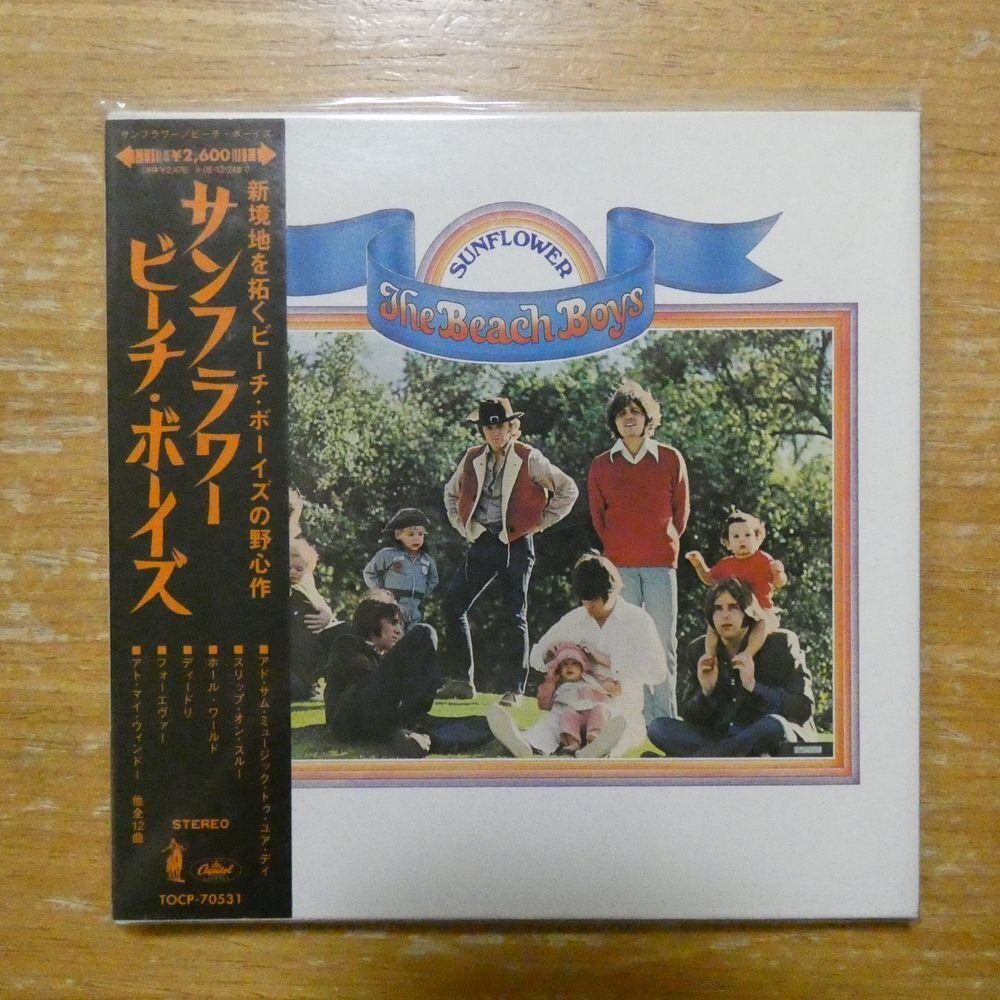 サンフラワー／ビーチ・ボーイズ
¥2,600
新境地を拓くビーチ・ボーイズの野心作
サンフラワー
ビーチ・ボーイズ
■アド・サム・ミュージック・トゥ・ユア・デイ
■スリップ・オン・スルー
■ホール・ワールド
■ディードリ
■フォーエヴァー
■アト・マイ・ウィンドー
他全12曲
STEREO
Capitol
TOCP-70531
SUNFLOWER
The Beach Boys